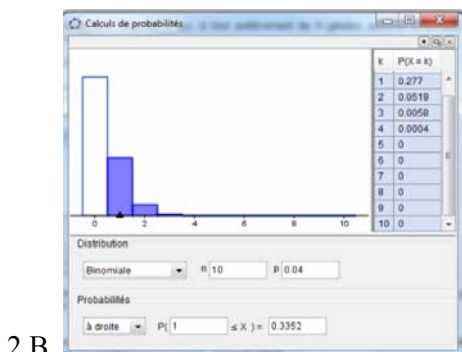 Calculs de probabilités
k P(X = k)
1 0.277
2 0.0519
3 0.0058
4 0.0004
5 0
6 0
7 0
8 0
9 0
10 0
0 2 4 6 8 10
Distribution
Binomiale n 10 p 0.04
Probabilités
à droite P( 1 ≤ X ) = 0.3352
2 B